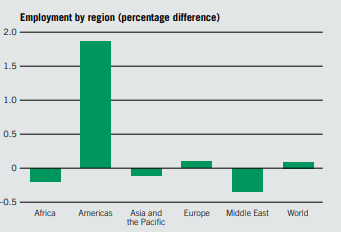 Employment by region (percentage difference)
2.0
1.5
1.0
0.5
0
-0.5
Africa
Americas
Asia and
the Pacific
Europe
Middle East
World